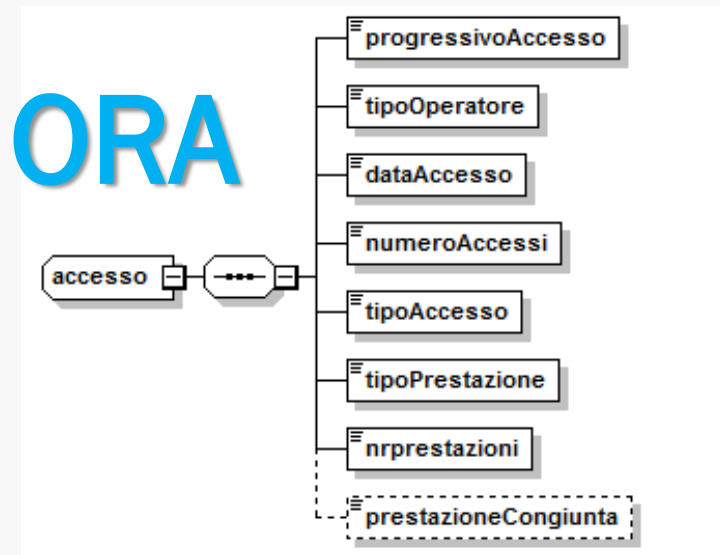 ORA
accesso
progressivoAccesso
tipoOperatore
dataAccesso
numeroAccessi
tipoAccesso
tipoPrestazione
nrprestazioni
prestazioneCongiunta